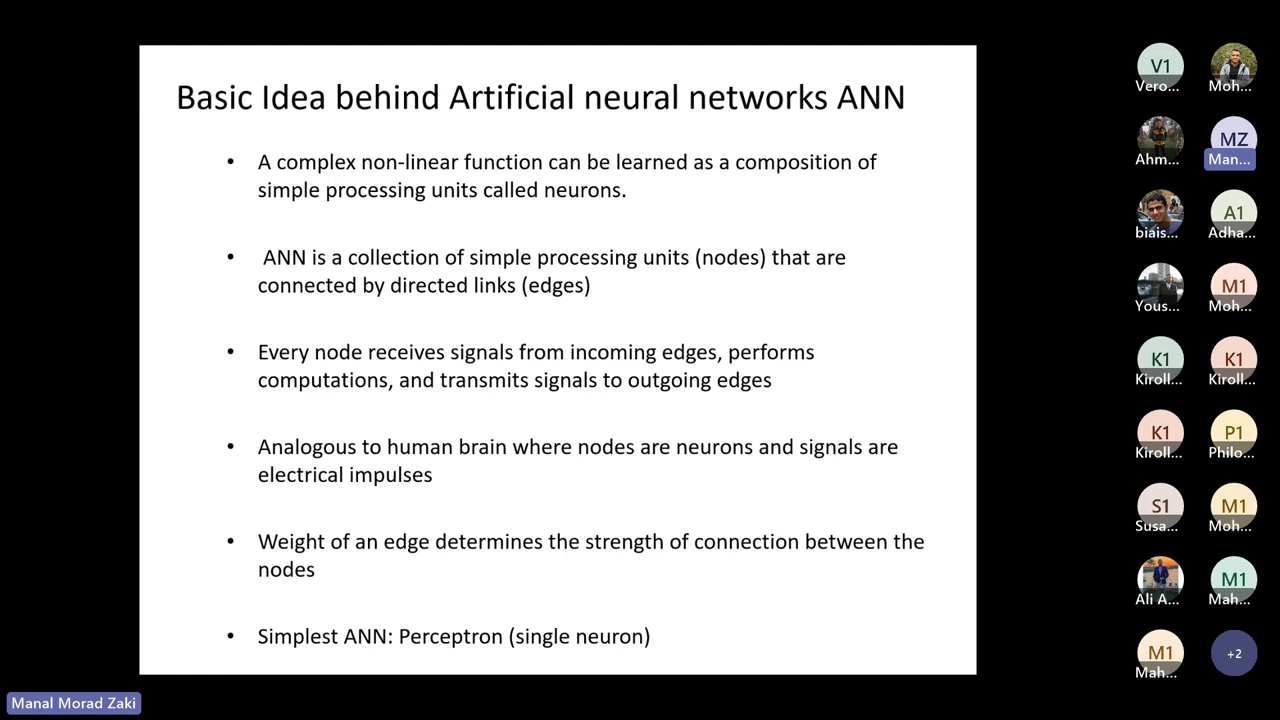 Basic Idea behind Artificial neural networks ANN
• A complex non-linear function can be learned as a composition of
simple processing units called neurons.
• ANN is a collection of simple processing units (nodes) that are
connected by directed links (edges)
• Every node receives signals from incoming edges, performs
computations, and transmits signals to outgoing edges
• Analogous to human brain where nodes are neurons and signals are
electrical impulses
• Weight of an edge determines the strength of connection between the
nodes
• Simplest ANN: Perceptron (single neuron)
V1
Vero...
Moh...
Ahm...
MZ
Man...
biais...
A1
Adha...
Yous...
M1
Moh...
K1
Kiroll...
K1
Kiroll...
K1
Kiroll...
P1
Philo...
S1
Susa...
M1
Moh...
Ali A...
M1
Mah...
M1
Mah...
+2
Manal Morad Zaki